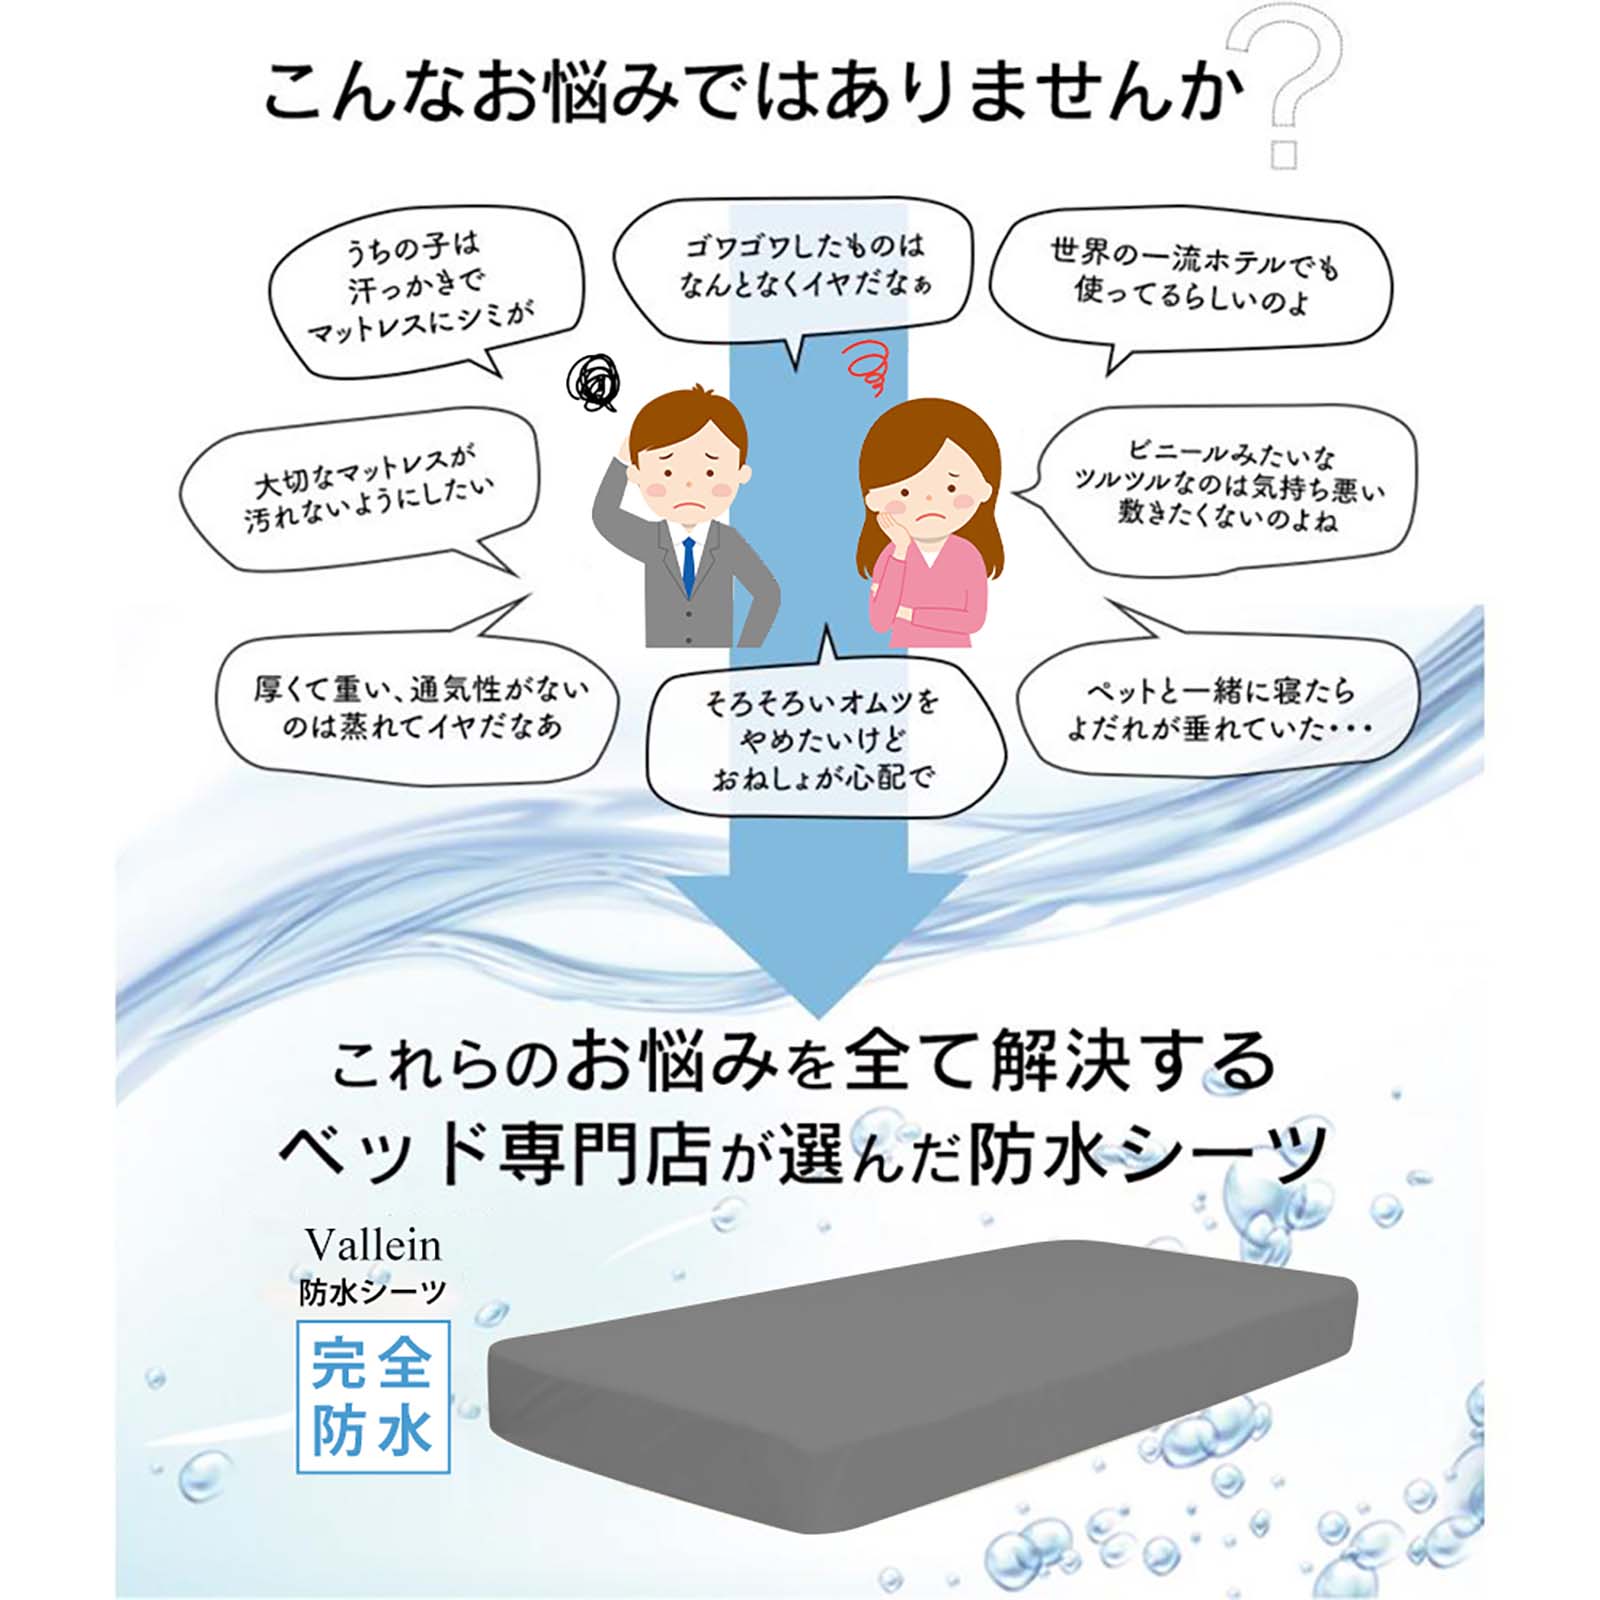 こんなお悩みではありませんか?
うちの子は
汗っかきで
マットレスにシミが
ゴワゴワしたものは
なんとなくイヤだなぁ
世界の一流ホテルでも
使ってるらしいのよ
大切なマットレスが
汚れないようにしたい
ビニールみたいな
ツルツルなのは気持ち悪い
敷きたくないのよね
厚くて重い、通気性がない
のは蒸れてイヤだなあ
そろそろいオムツを
やめたいけど
おねしょが心配で
ペットと一緒に寝たら
よだれが垂れていた・・・
これらのお悩みを全て解決する
ベッド専門店が選んだ防水シーツ
Vallein
防水シーツ
完全
防水